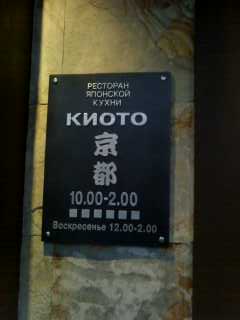 РЕСТОРАН
ЯПОНСКОЙ
КУХНИ
КИОТО
京
都
10.00-2.00
Воскресенье 12.00-2.00